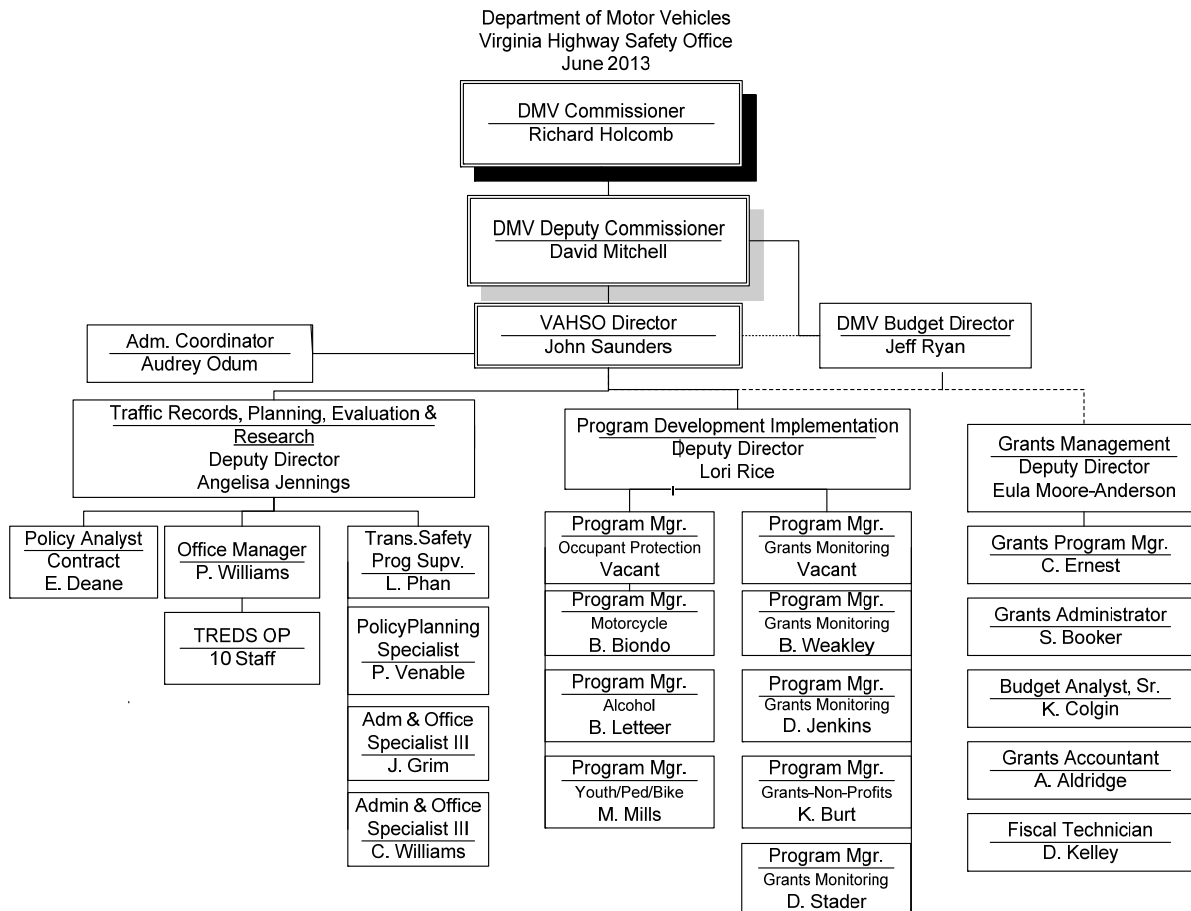 Department of Motor Vehicles
Virginia Highway Safety Office
June 2013
DMV Commissioner
Richard Holcomb
DMV Deputy Commissioner
David Mitchell
VAHSO Director
John Saunders
DMV Budget Director
Jeff Ryan
Adm. Coordinator
Audrey Odum
Traffic Records, Planning, Evaluation &
Research
Deputy Director
Angelisa Jennings
Program Development Implementation
Deputy Director
Lori Rice
Grants Management
Deputy Director
Eula Moore-Anderson
Policy Analyst
Contract
E. Deane
Office Manager
P. Williams
TREDS OP
10 Staff
Trans.Safety
Prog Supv.
L. Phan
PolicyPlanning
Specialist
P. Venable
Adm & Office
Specialist III
J. Grim
Admin & Office
Specialist III
C. Williams
Program Mgr.
Occupant Protection
Vacant
Program Mgr.
Motorcycle
B. Biondo
Program Mgr.
Alcohol
B. Letteer
Program Mgr.
Youth/Ped/Bike
M. Mills
Program Mgr.
Grants Monitoring
Vacant
Program Mgr.
Grants Monitoring
B. Weakley
Program Mgr.
Grants Monitoring
D. Jenkins
Program Mgr.
Grants-Non-Profits
K. Burt
Program Mgr.
Grants Monitoring
D. Stader
Grants Program Mgr.
C. Ernest
Grants Administrator
S. Booker
Budget Analyst, Sr.
K. Colgin
Grants Accountant
A. Aldridge
Fiscal Technician
D. Kelley